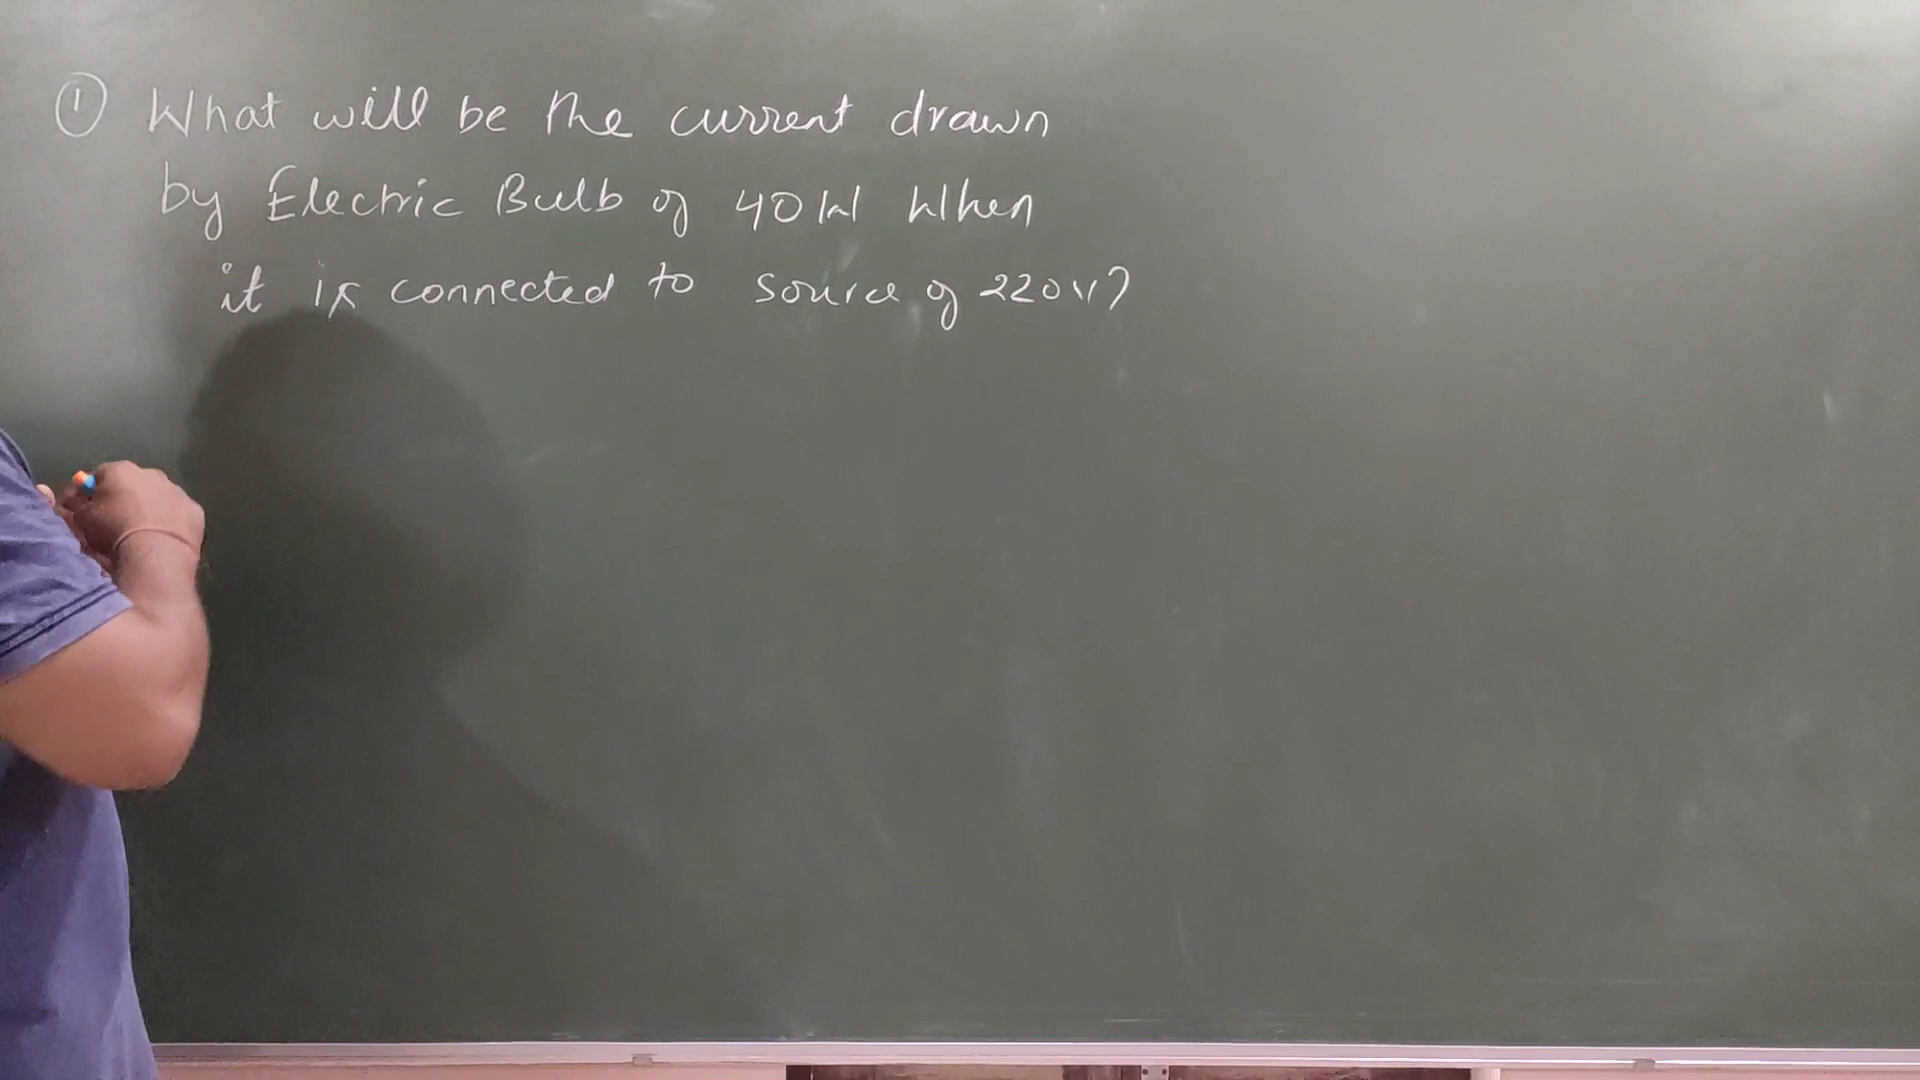 ① What will be the current drawn
by Electric Bulb of 40W When
it is connected to source of 220V?